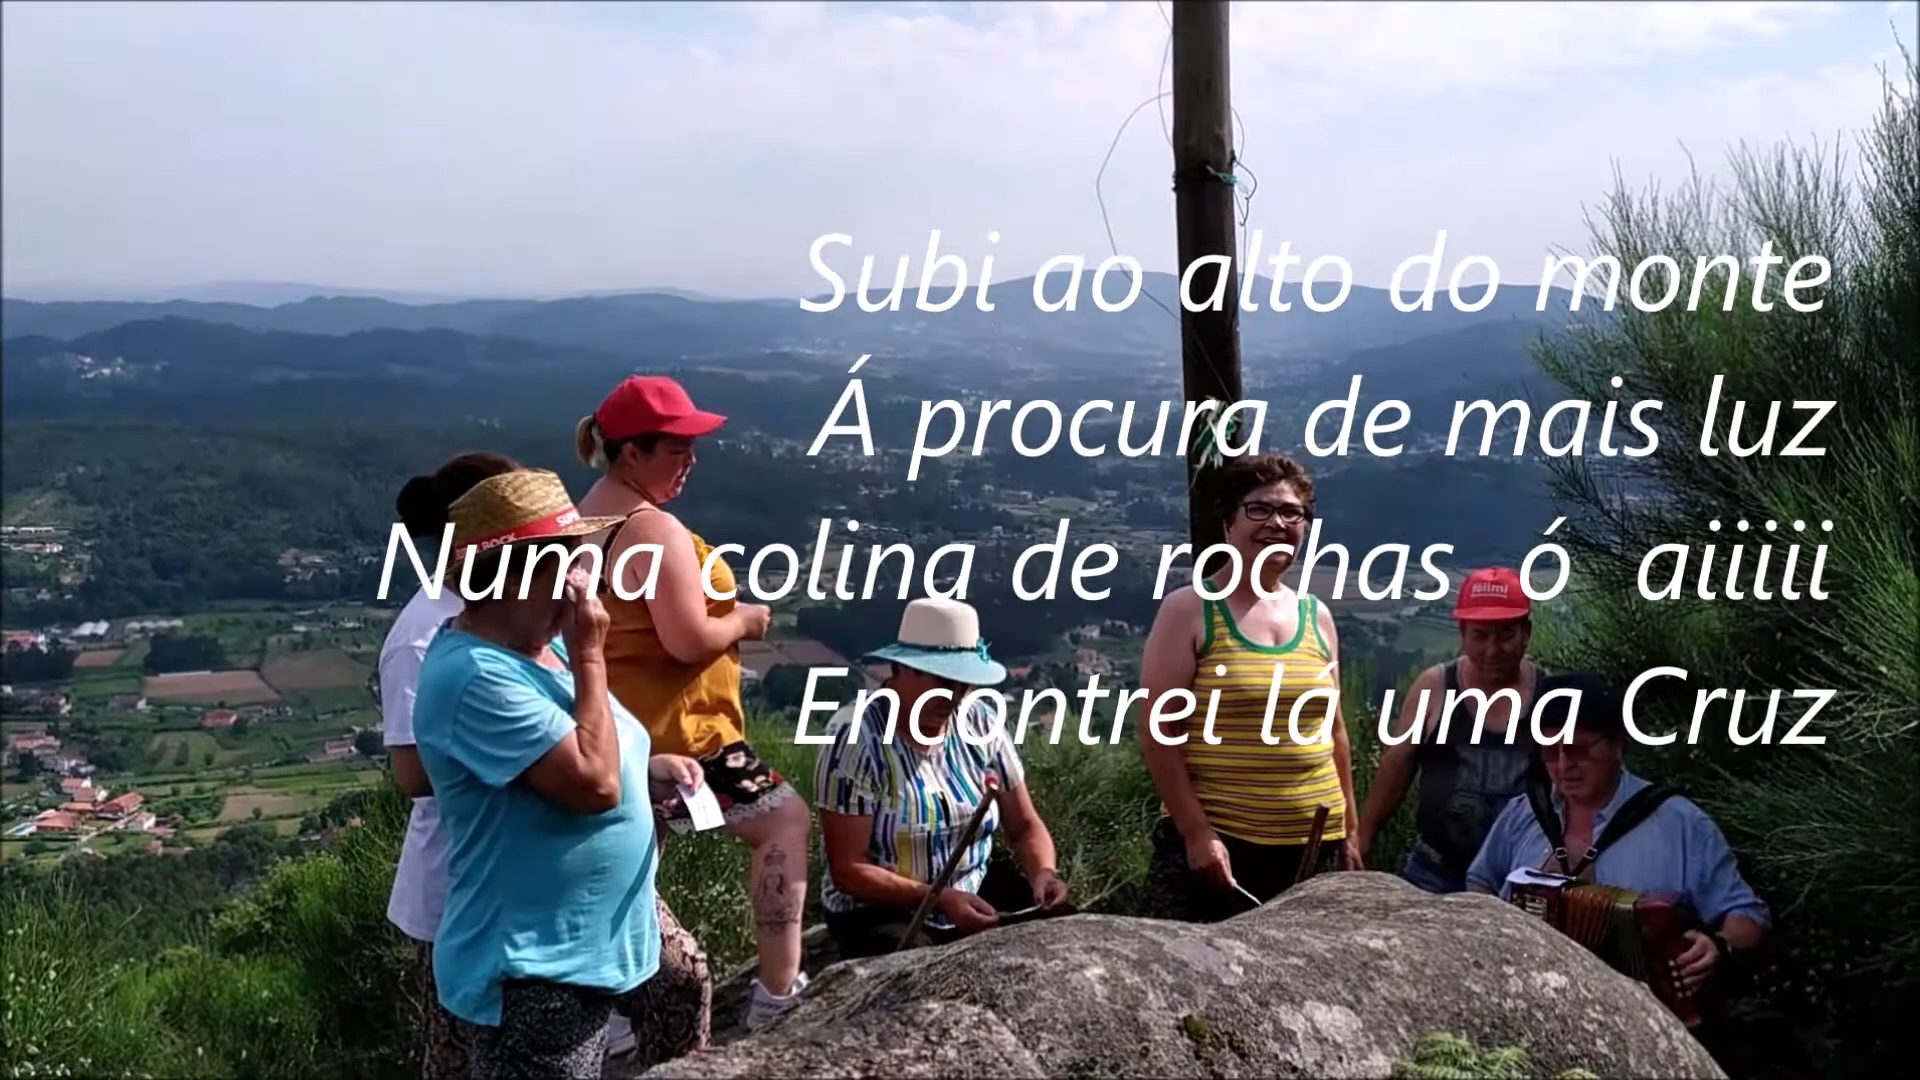 Subi ao alto do monte
Á procura de mais luz
Numa colina de rochas ó aiiiii
Encontrei lá uma Cruz